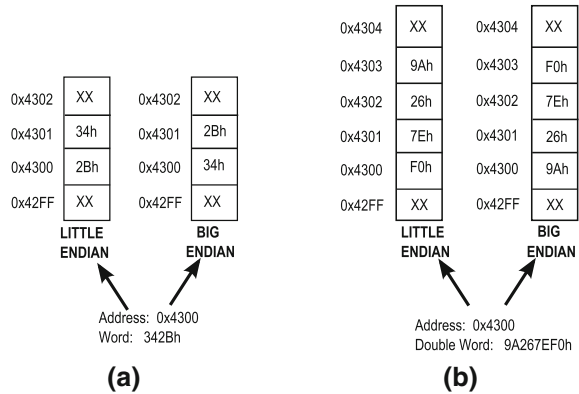 0x4302 XX 0x4302 XX
0x4301 34h 0x4301 2Bh
0x4300 2Bh 0x4300 34h
0x42FF XX 0x42FF XX
LITTLE ENDIAN BIG ENDIAN
Address: 0x4300
Word: 342Bh
(a)
0x4304 XX 0x4304 XX
0x4303 9Ah 0x4303 F0h
0x4302 26h 0x4302 7Eh
0x4301 7Eh 0x4301 26h
0x4300 F0h 0x4300 9Ah
0x42FF XX 0x42FF XX
LITTLE ENDIAN BIG ENDIAN
Address: 0x4300
Double Word: 9A267EF0h
(b)